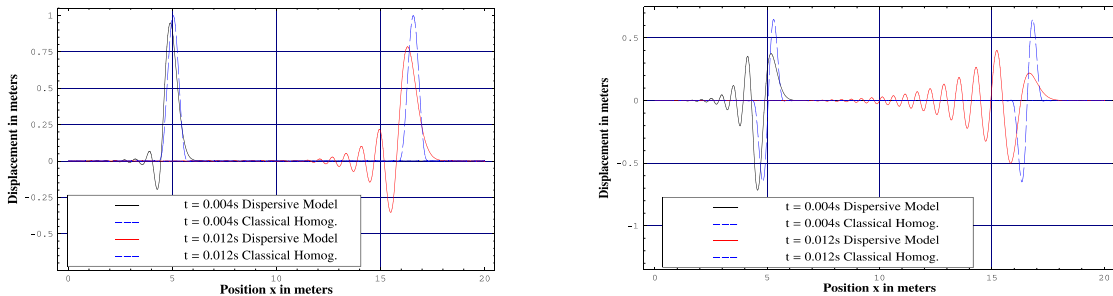 Displacement in meters
1
0.75
0.5
0.25
0
-0.25
-0.5
t = 0.004s Dispersive Model
t = 0.004s Classical Homog.
t = 0.012s Dispersive Model
t = 0.012s Classical Homog.
0 5 10 15 20
Position x in meters
Displacement in meters
0.5
0
-0.5
-1
t = 0.004s Dispersive Model
t = 0.004s Classical Homog.
t = 0.012s Dispersive Model
t = 0.012s Classical Homog.
0 5 10 15 20
Position x in meters